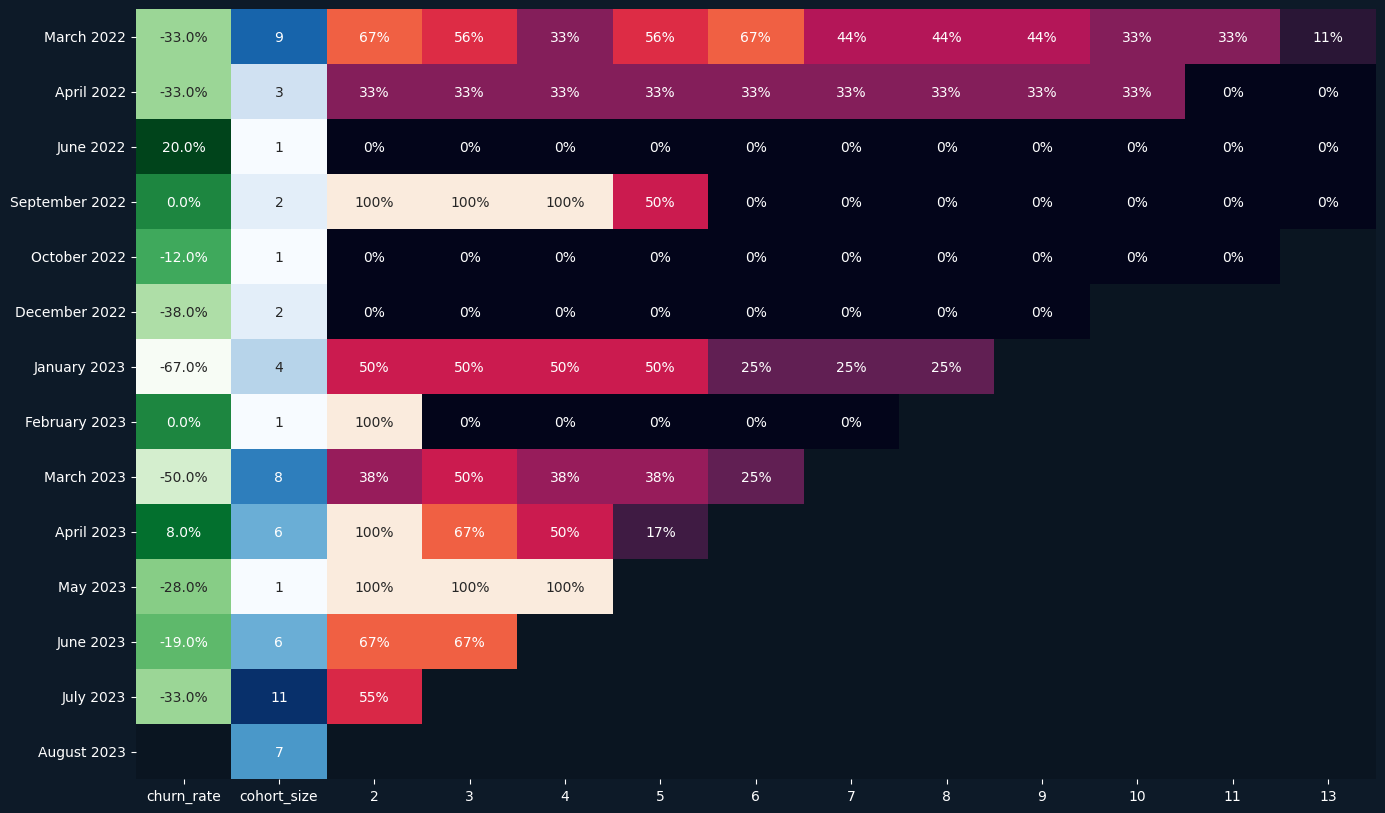 March 2022 -33.0% 9 67% 56% 33% 56% 67% 44% 44% 44% 33% 33% 11%
April 2022 -33.0% 3 33% 33% 33% 33% 33% 33% 33% 33% 33% 0% 0%
June 2022 20.0% 1 0% 0% 0% 0% 0% 0% 0% 0% 0% 0% 0%
September 2022 0.0% 2 100% 100% 100% 50% 0% 0% 0% 0% 0% 0% 0%
October 2022 -12.0% 1 0% 0% 0% 0% 0% 0% 0% 0% 0% 0%
December 2022 -38.0% 2 0% 0% 0% 0% 0% 0% 0% 0%
January 2023 -67.0% 4 50% 50% 50% 50% 25% 25% 25%
February 2023 0.0% 1 100% 0% 0% 0% 0% 0%
March 2023 -50.0% 8 38% 50% 38% 38% 25%
April 2023 8.0% 6 100% 67% 50% 17%
May 2023 -28.0% 1 100% 100% 100%
June 2023 -19.0% 6 67% 67%
July 2023 -33.0% 11 55%
August 2023 7
churn_rate cohort_size 2 3 4 5 6 7 8 9 10 11 13